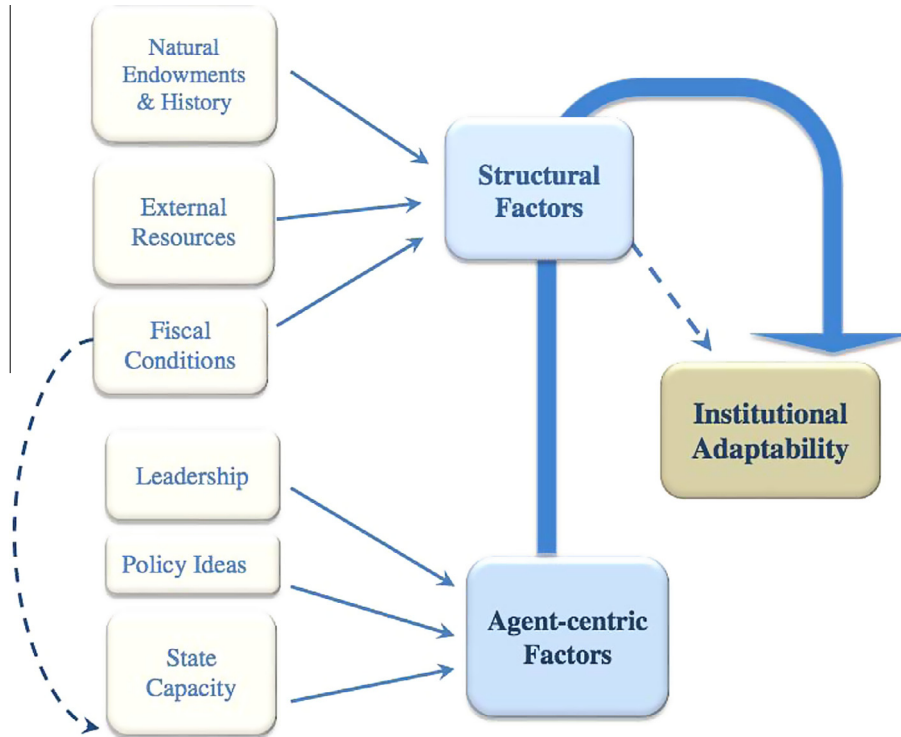 Natural
Endowments
& History
External
Resources
Fiscal
Conditions
Leadership
Policy Ideas
State
Capacity
Structural
Factors
Agent-centric
Factors
Institutional
Adaptability